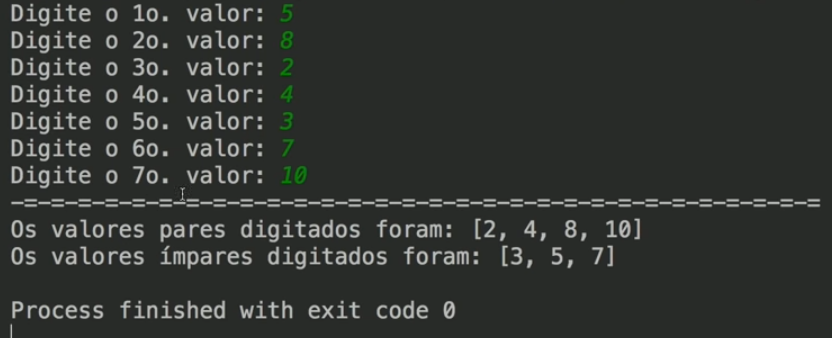 Digite o 1o. valor: 5
Digite o 2o. valor: 8
Digite o 3o. valor: 2
Digite o 4o. valor: 4
Digite o 5o. valor: 3
Digite o 6o. valor: 7
Digite o 7o. valor: 10
-=-=-=-=-=-=-=-=-=-=-=-=-=-=-=-=-=-=-=-=-=-=-=-=-=-=-=-=-=-=
Os valores pares digitados foram: [2, 4, 8, 10]
Os valores ímpares digitados foram: [3, 5, 7]
Process finished with exit code 0